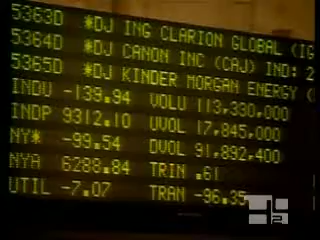 5363D *DJ ING CLARION GLOBAL (IG
5364D *DJ CANON INC (CAJ) IND: 2
5365D *DJ KINDER MORGAN ENERGY (
INDU -139.94 VOLU 113,330,000
INDP 9312.10 UVOL 17,845,000
NY* -99.54 DVOL 91,892,400
NYA 6288.84 TRIN .61
UTIL -7.07 TRAN -96.35
2